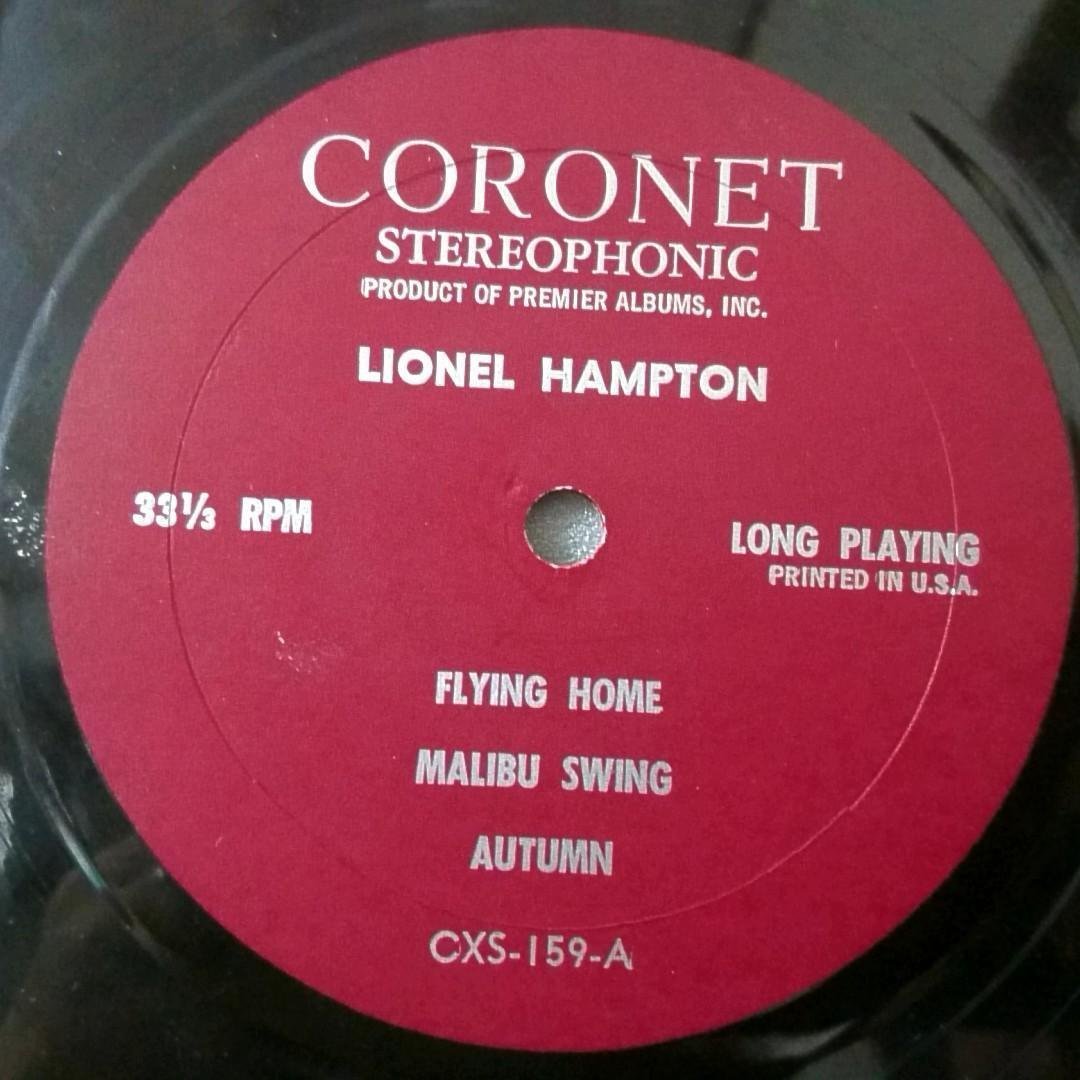 CORONET
STEREOPHONIC
PRODUCT OF PREMIER ALBUMS, INC.
LIONEL HAMPTON
33⅓ RPM
LONG PLAYING
PRINTED IN U.S.A.
FLYING HOME
MALIBU SWING
AUTUMN
CXS-159-A